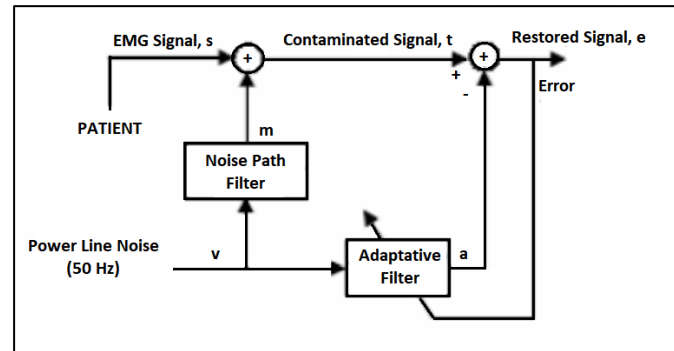 EMG Signal, s
Contaminated Signal, t
Restored Signal, e
+
+
+
-
Error
PATIENT
m
Noise Path
Filter
Power Line Noise
(50 Hz)
v
Adaptative
Filter
a